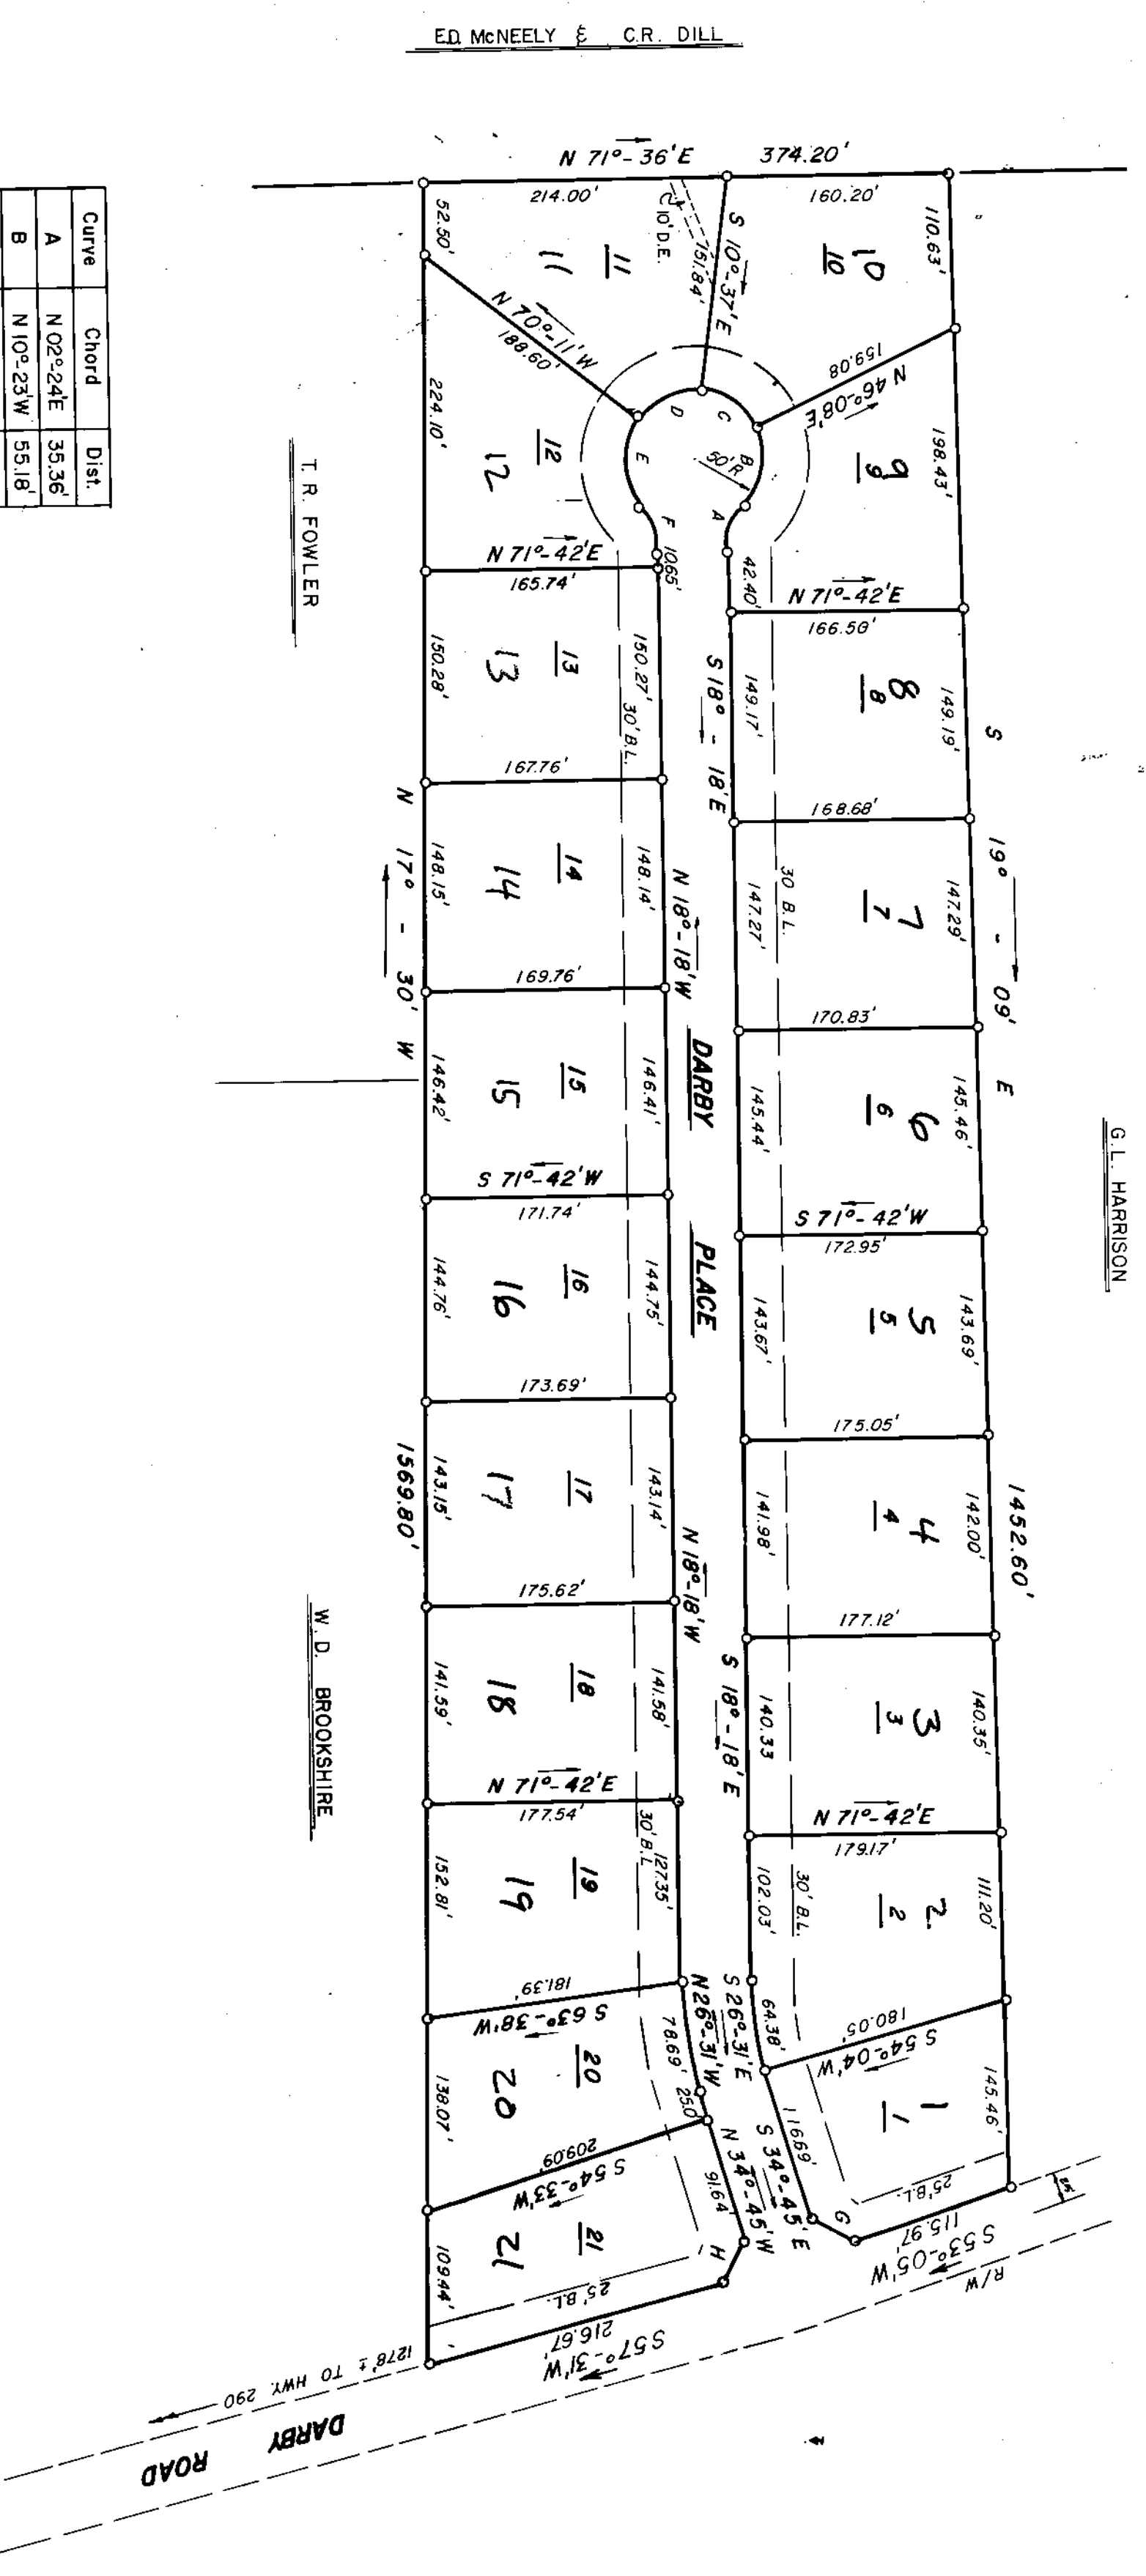 E.D. McNEELY & C.R. DILL
N 71°-36'E 374.20'
214.00'
160.20'
52.50'
10' D.E.
151.84'
S 10°-37'E
110.63'
11
11
10
10
N 70°-11'W
188.60'
159.08
N 46°-08'E
Curve Chord Dist.
A N 02°-24'E 35.36'
B N 10°-23'W 55.18'
224.10'
12
12
D
C
E
B
50'R
F
A
9
9
198.43'
T. R. FOWLER
N 71°-42'E
165.74'
10.65'
42.40'
N 71°-42'E
166.50'
150.28'
13
13
150.27'
30' B.L.
S 18° - 18'E
149.17'
8
8
149.19'
167.76'
168.68'
N 17° - 30' W
1569.80'
S 19° - 09' E
1452.60'
148.15'
14
14
148.14'
N 18°-18'W
147.27'
30 B.L.
7
7
147.29'
169.76'
170.83'
146.42'
15
15
146.41'
DARBY PLACE
145.44'
6
6
145.46'
G.L. HARRISON
S 71°-42'W
171.74'
S 71°-42'W
172.95'
144.76'
16
16
144.75'
143.67'
5
5
143.69'
173.69'
175.05'
143.15'
17
17
143.14'
N 18°-18'W
141.98'
4
4
142.00'
175.62'
177.12'
W. D. BROOKSHIRE
141.59'
18
18
141.58'
S 18°-18'E
140.33
3
3
140.35'
N 71°-42'E
177.54'
N 71°-42'E
179.17'
152.81'
19
19
30' B.L.
127.35'
102.03'
30' B.L.
2
2
111.20'
181.39'
S 63°-38'W
N 26°-31'W
78.69'
S 26°-31'E
64.38'
180.05'
S 54°-04'W
138.07'
20
20
25.0
116.69'
1
1
145.46'
209.09'
S 54°-33'W
N 34°-45'W
91.64'
S 34°-45'E
G
25' B.L.
115.97'
S 53°-05'W
25'
R/W
109.44'
21
21
H
25' B.L.
216.67'
S 57°-31'W
1278'± TO HWY. 290
DARBY ROAD